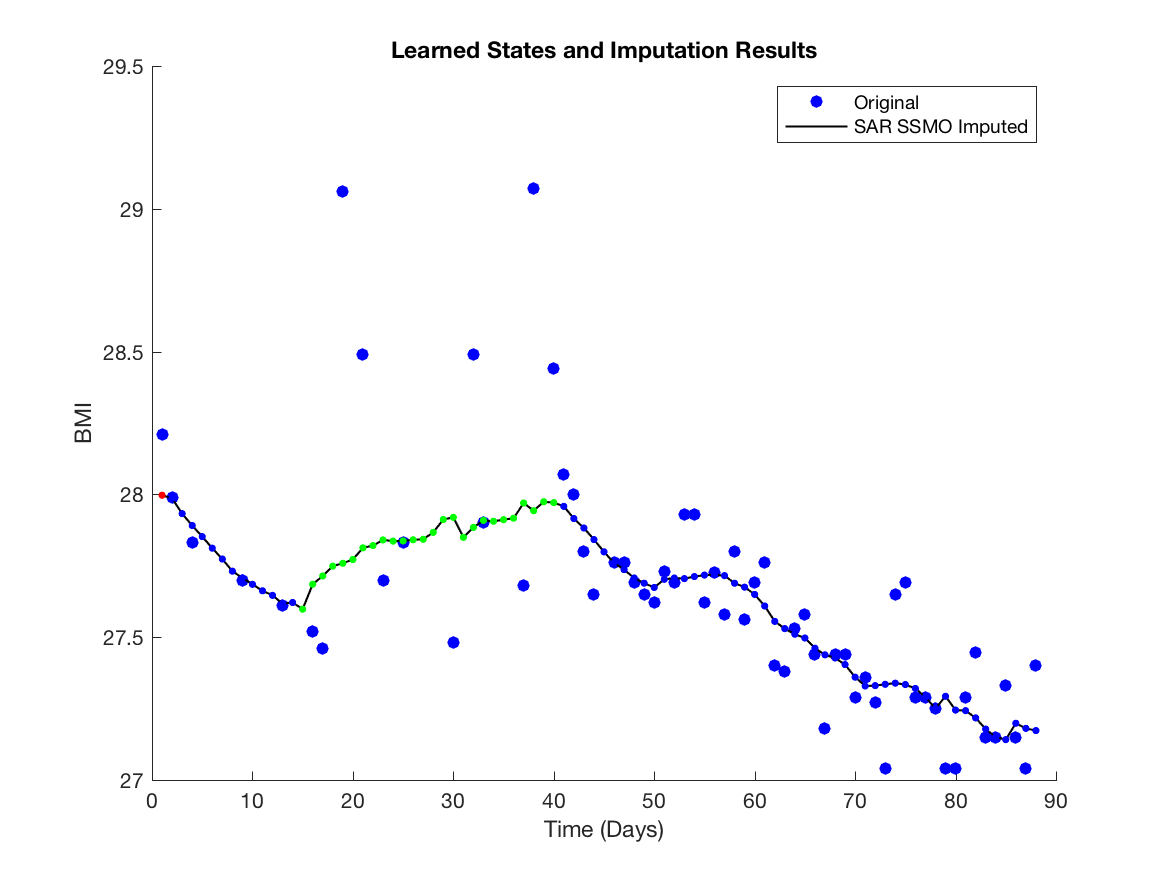 Learned States and Imputation Results
29.5
29
28.5
28
27.5
27
BMI
Original
SAR SSMO Imputed
0 10 20 30 40 50 60 70 80 90
Time (Days)